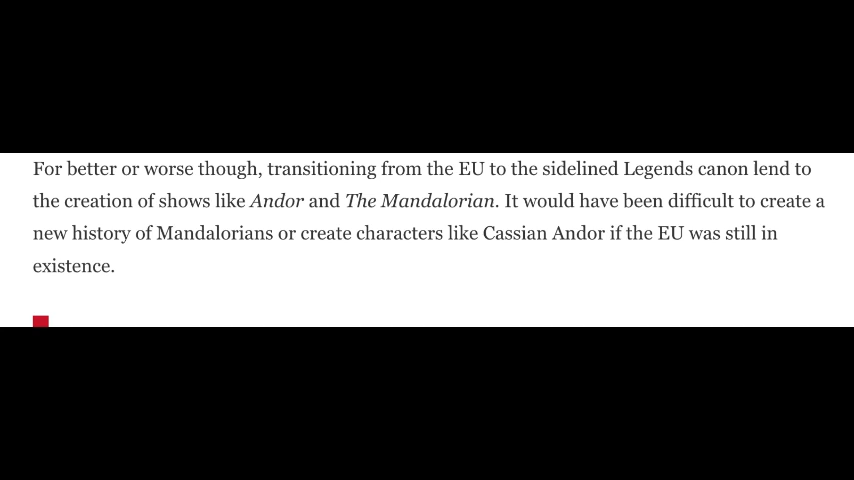 For better or worse though, transitioning from the EU to the sidelined Legends canon lend to
the creation of shows like Andor and The Mandalorian. It would have been difficult to create a
new history of Mandalorians or create characters like Cassian Andor if the EU was still in
existence.